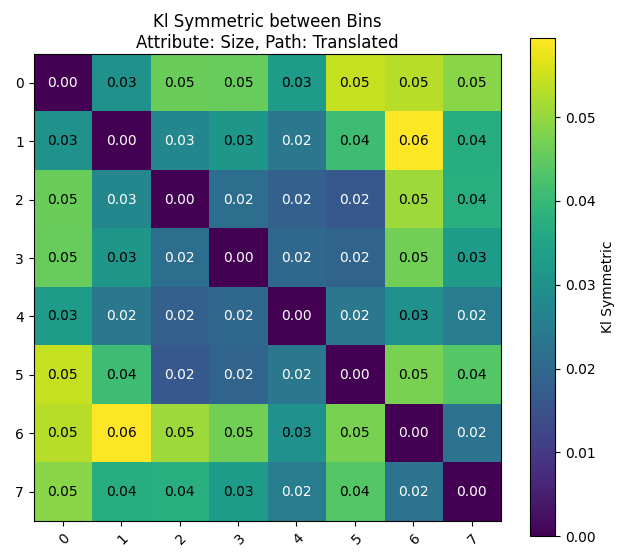 Kl Symmetric between Bins
Attribute: Size, Path: Translated
0 0.00 0.03 0.05 0.05 0.03 0.05 0.05 0.05
1 0.03 0.00 0.03 0.03 0.02 0.04 0.06 0.04
2 0.05 0.03 0.00 0.02 0.02 0.02 0.05 0.04
3 0.05 0.03 0.02 0.00 0.02 0.02 0.05 0.03
4 0.03 0.02 0.02 0.02 0.00 0.02 0.03 0.02
5 0.05 0.04 0.02 0.02 0.02 0.00 0.05 0.04
6 0.05 0.06 0.05 0.05 0.03 0.05 0.00 0.02
7 0.05 0.04 0.04 0.03 0.02 0.04 0.02 0.00
0 1 2 3 4 5 6 7
0.05
0.04
0.03
0.02
0.01
0.00
Kl Symmetric